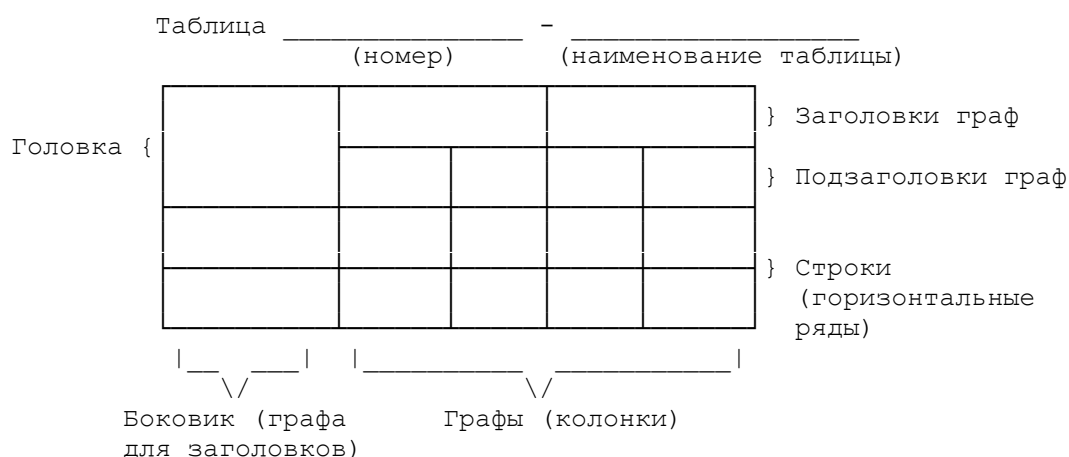 Таблица _______________ - __________________
(номер) (наименование таблицы)
} Заголовки граф
Головка {
} Подзаголовки граф
} Строки
(горизонтальные
ряды)
Боковик (графа Графы (колонки)
для заголовков)